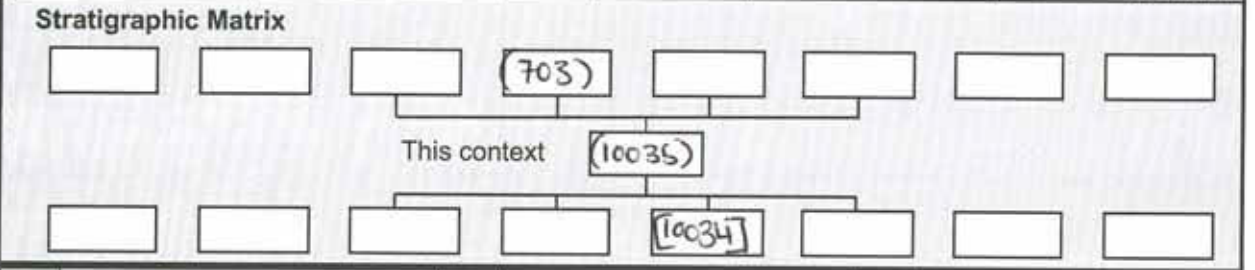 Stratigraphic Matrix
(703)
This context (10035)
[10034]